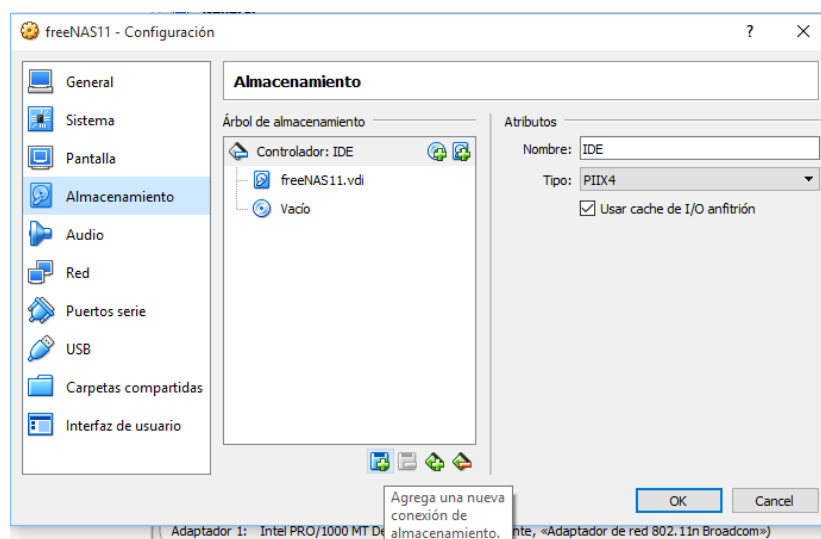 freeNAS11 - Configuración
?
General
Sistema
Pantalla
Almacenamiento
Audio
Red
Puertos serie
USB
Carpetas compartidas
Interfaz de usuario
Almacenamiento
Árbol de almacenamiento
Controlador: IDE
freeNAS11.vdi
Vacío
Atributos
Nombre: IDE
Tipo: PIIX4
Usar cache de I/O anfitrión
Agrega una nueva
conexión de
almacenamiento.
OK Cancel
Adaptador 1: Intel PRO/1000 MT De nte, «Adaptador de red 802.11n Broadcom»)